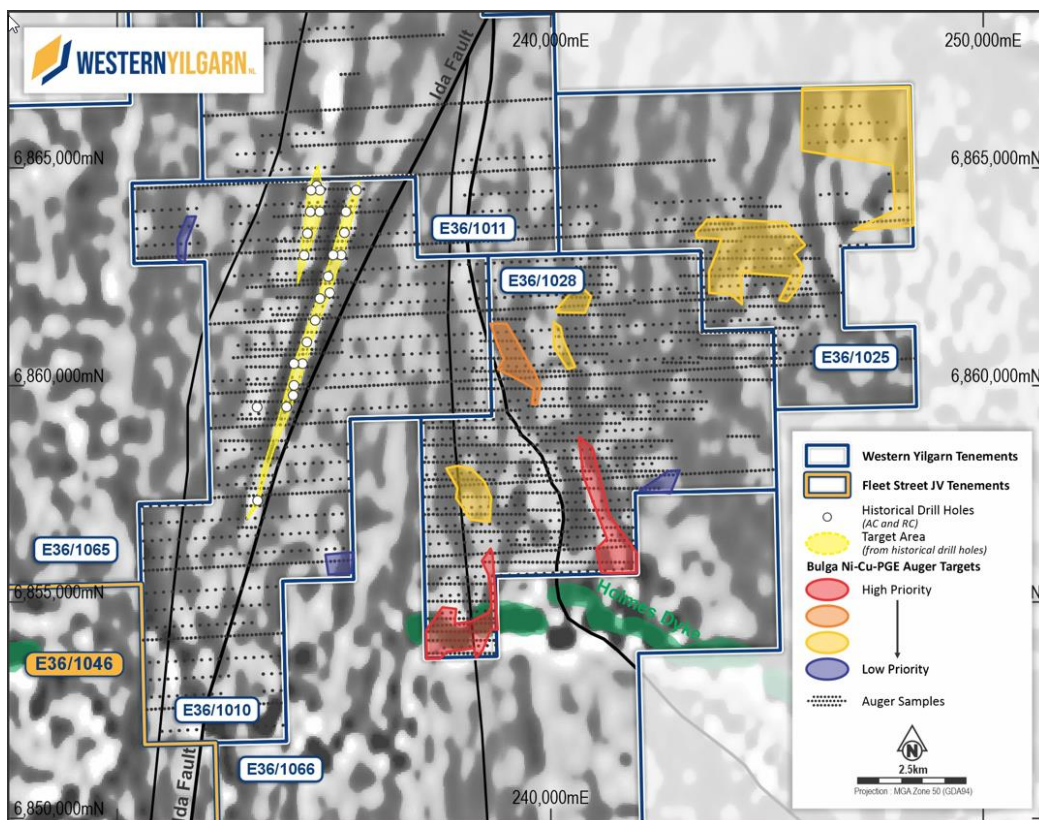 WESTERNYILGARN NL
240,000mE
250,000mE
Ida Fault
6,865,000mN
6,865,000mN
E36/1011
E36/1028
E36/1025
6,860,000mN
6,860,000mN
Western Yilgarn Tenements
Fleet Street JV Tenements
Historical Drill Holes
(AC and RC)
Target Area
(from historical drill holes)
Bulga Ni-Cu-PGE Auger Targets
High Priority
Low Priority
Auger Samples
N
2.5km
Projection : MGA Zone 50 (GDA94)
E36/1065
6,855,000mN
Holmes Dyke
E36/1046
E36/1010
E36/1066
Ida Fault
6,850,000mN
240,000mE